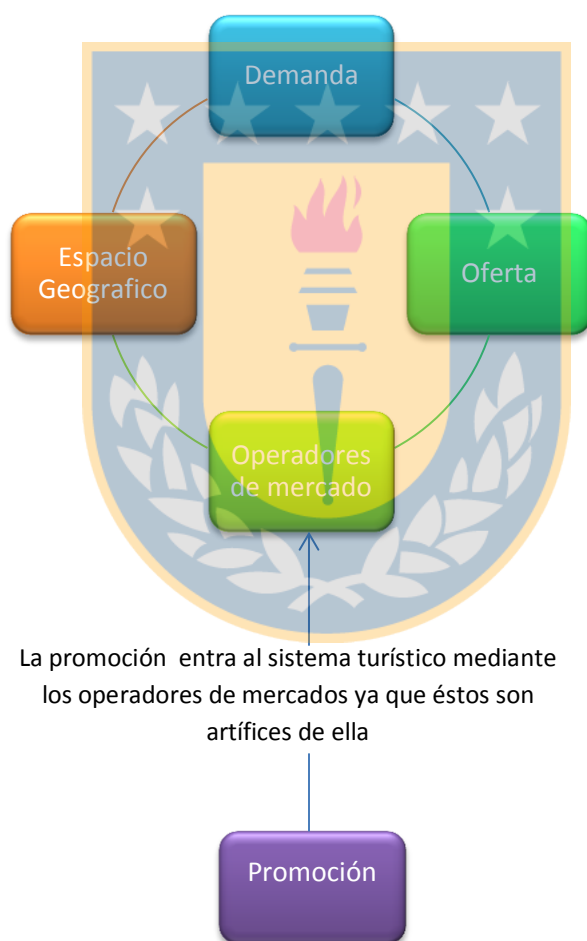 Demanda
Espacio
Geografico
Oferta
Operadores
de mercado
La promoción entra al sistema turístico mediante
los operadores de mercados ya que éstos son
artífices de ella
Promoción